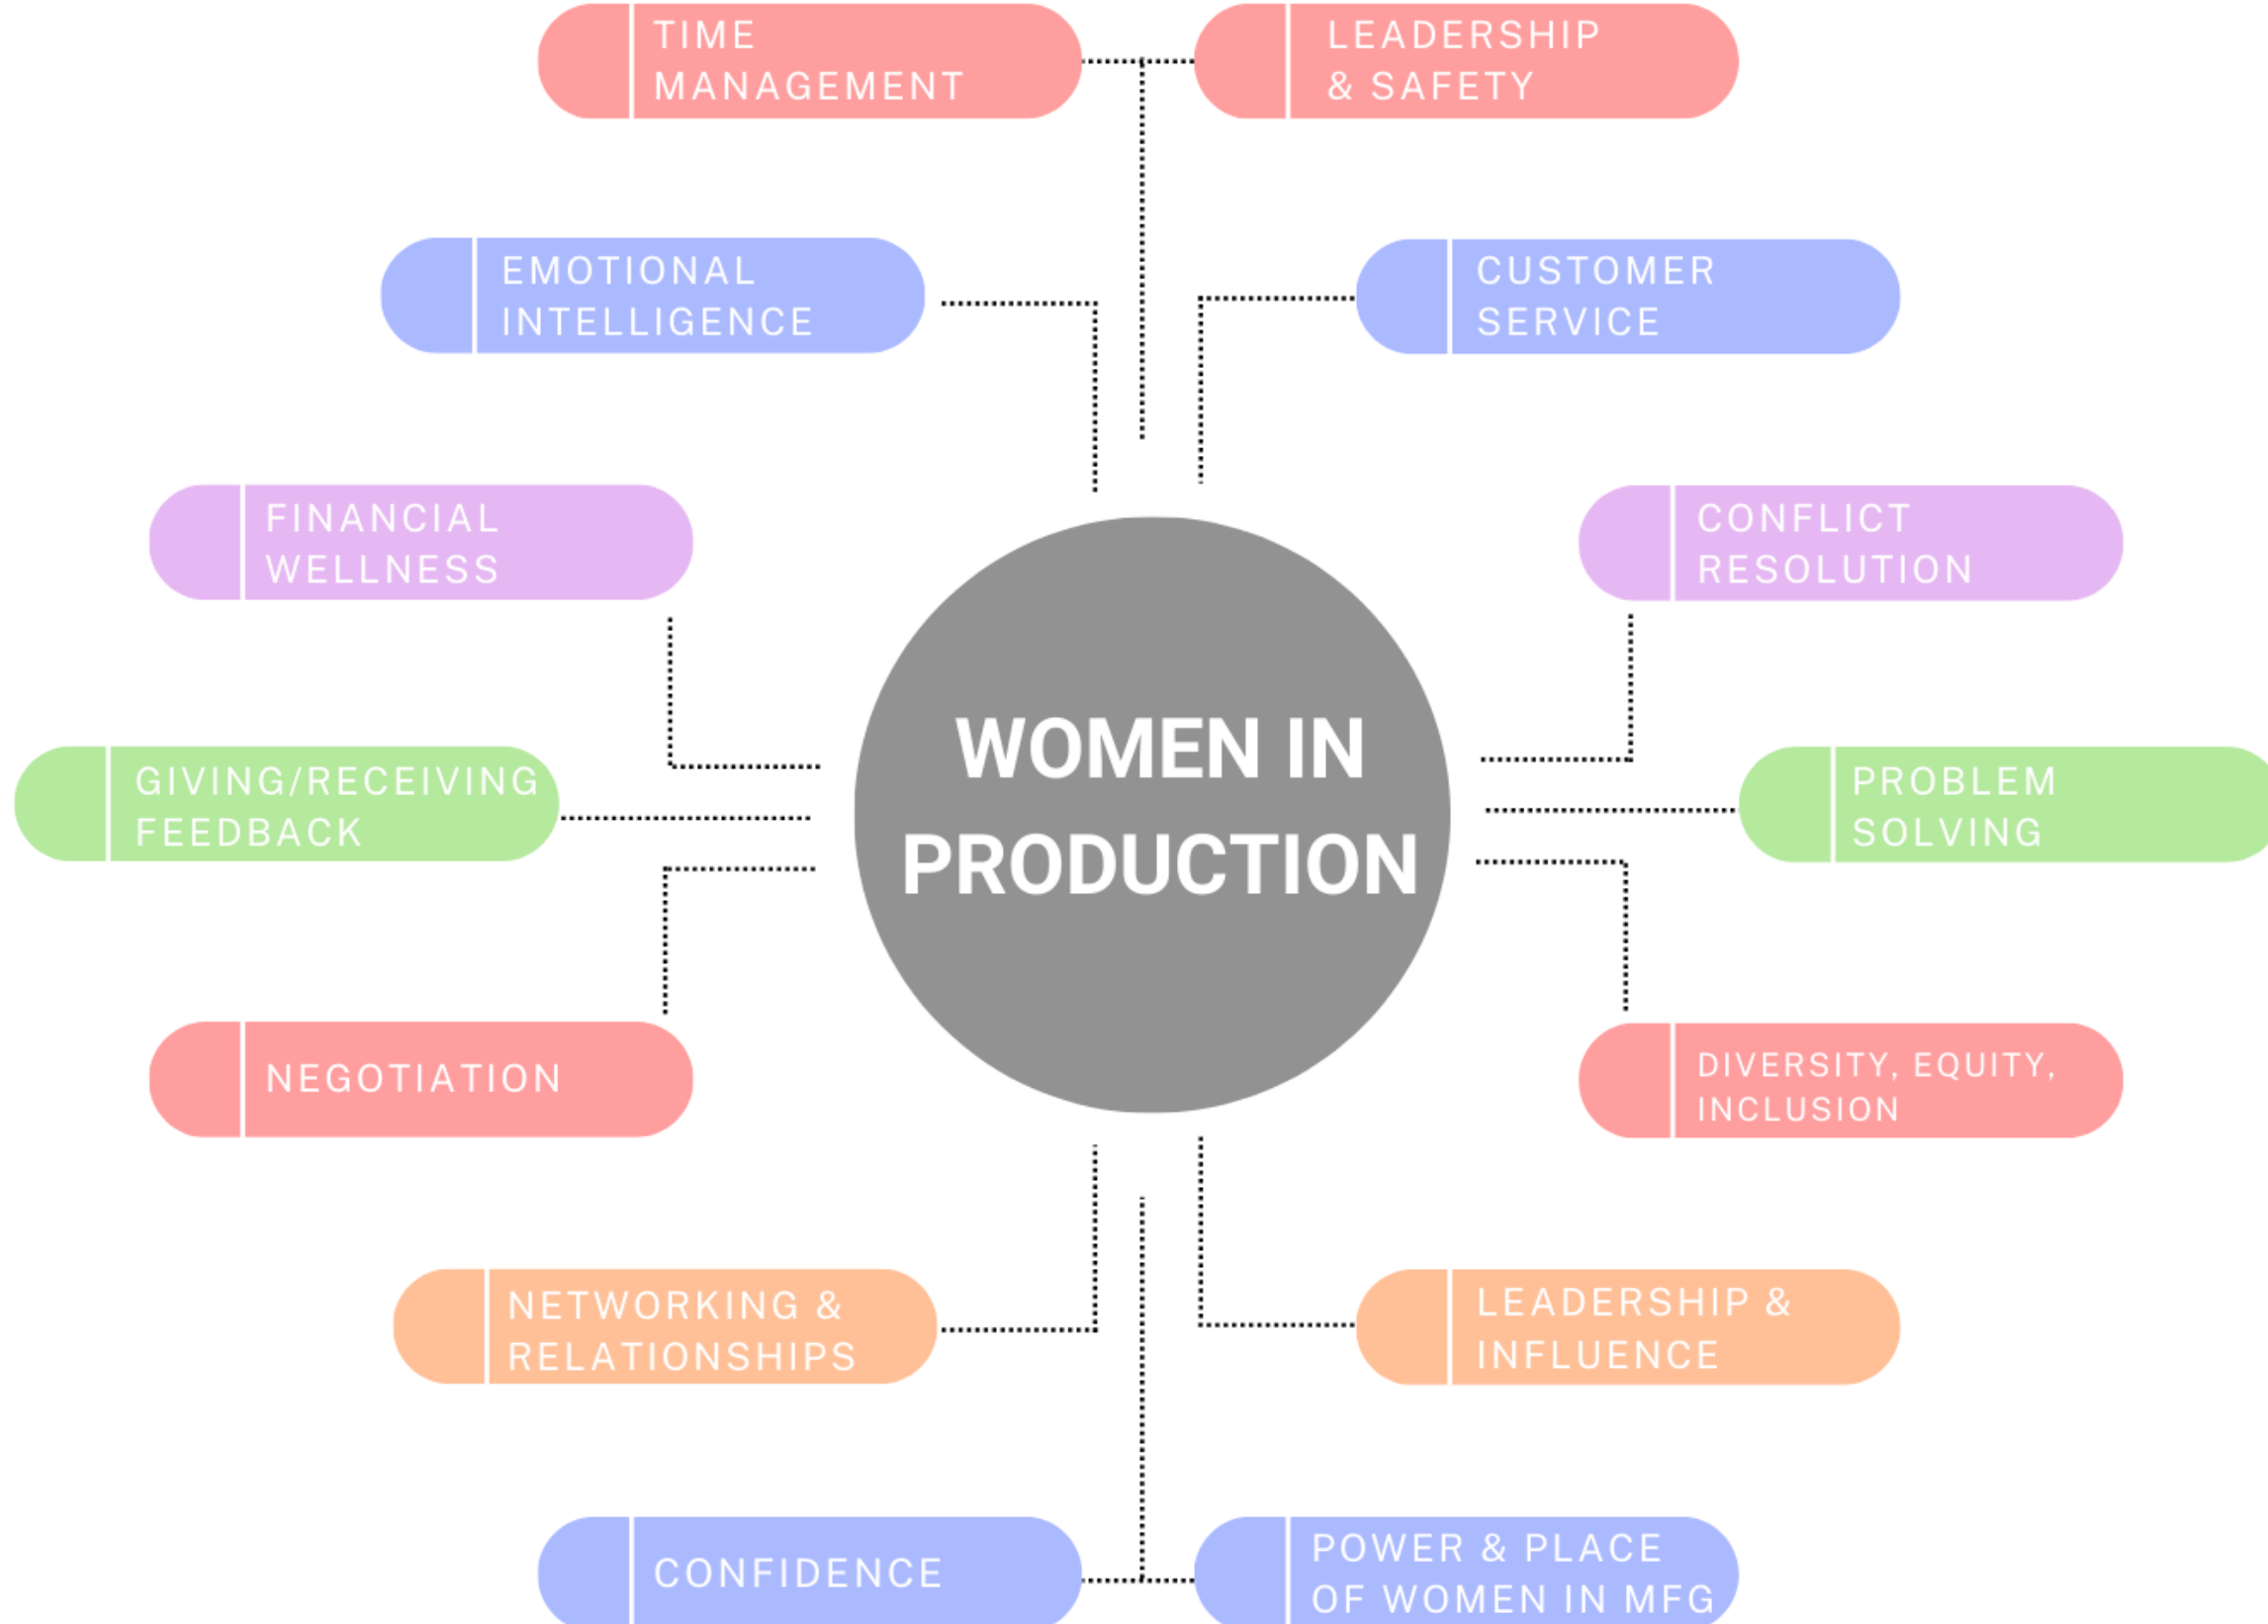 TIME
MANAGEMENT
LEADERSHIP
& SAFETY
EMOTIONAL
INTELLIGENCE
CUSTOMER
SERVICE
FINANCIAL
WELLNESS
CONFLICT
RESOLUTION
WOMEN IN
PRODUCTION
GIVING/RECEIVING
FEEDBACK
PROBLEM
SOLVING
NEGOTIATION
DIVERSITY, EQUITY,
INCLUSION
NETWORKING &
RELATIONSHIPS
LEADERSHIP &
INFLUENCE
CONFIDENCE
POWER & PLACE
OF WOMEN IN MFG